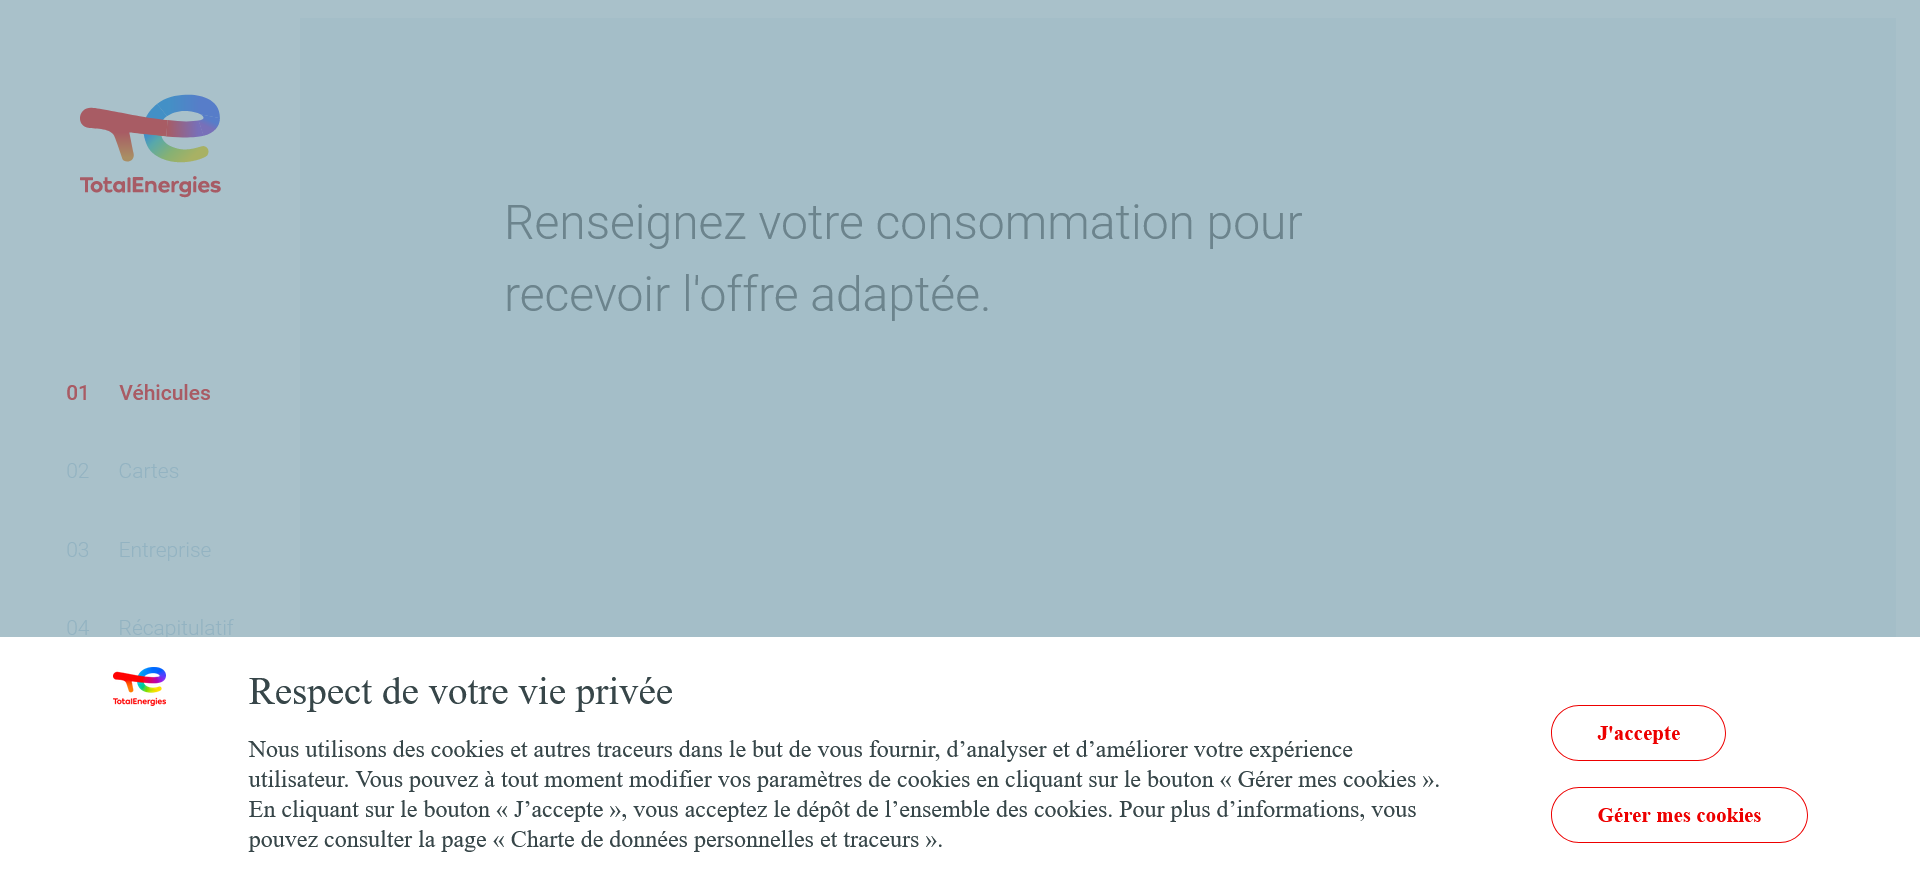 TotalEnergies
Renseignez votre consommation pour
recevoir l'offre adaptée.
01 Véhicules
02 Cartes
03 Entreprise
04 Récapitulatif
TotalEnergies
Respect de votre vie privée
Nous utilisons des cookies et autres traceurs dans le but de vous fournir, d’analyser et d’améliorer votre expérience
utilisateur. Vous pouvez à tout moment modifier vos paramètres de cookies en cliquant sur le bouton « Gérer mes cookies ».
En cliquant sur le bouton « J’accepte », vous acceptez le dépôt de l’ensemble des cookies. Pour plus d’informations, vous
pouvez consulter la page « Charte de données personnelles et traceurs ».
J'accepte
Gérer mes cookies